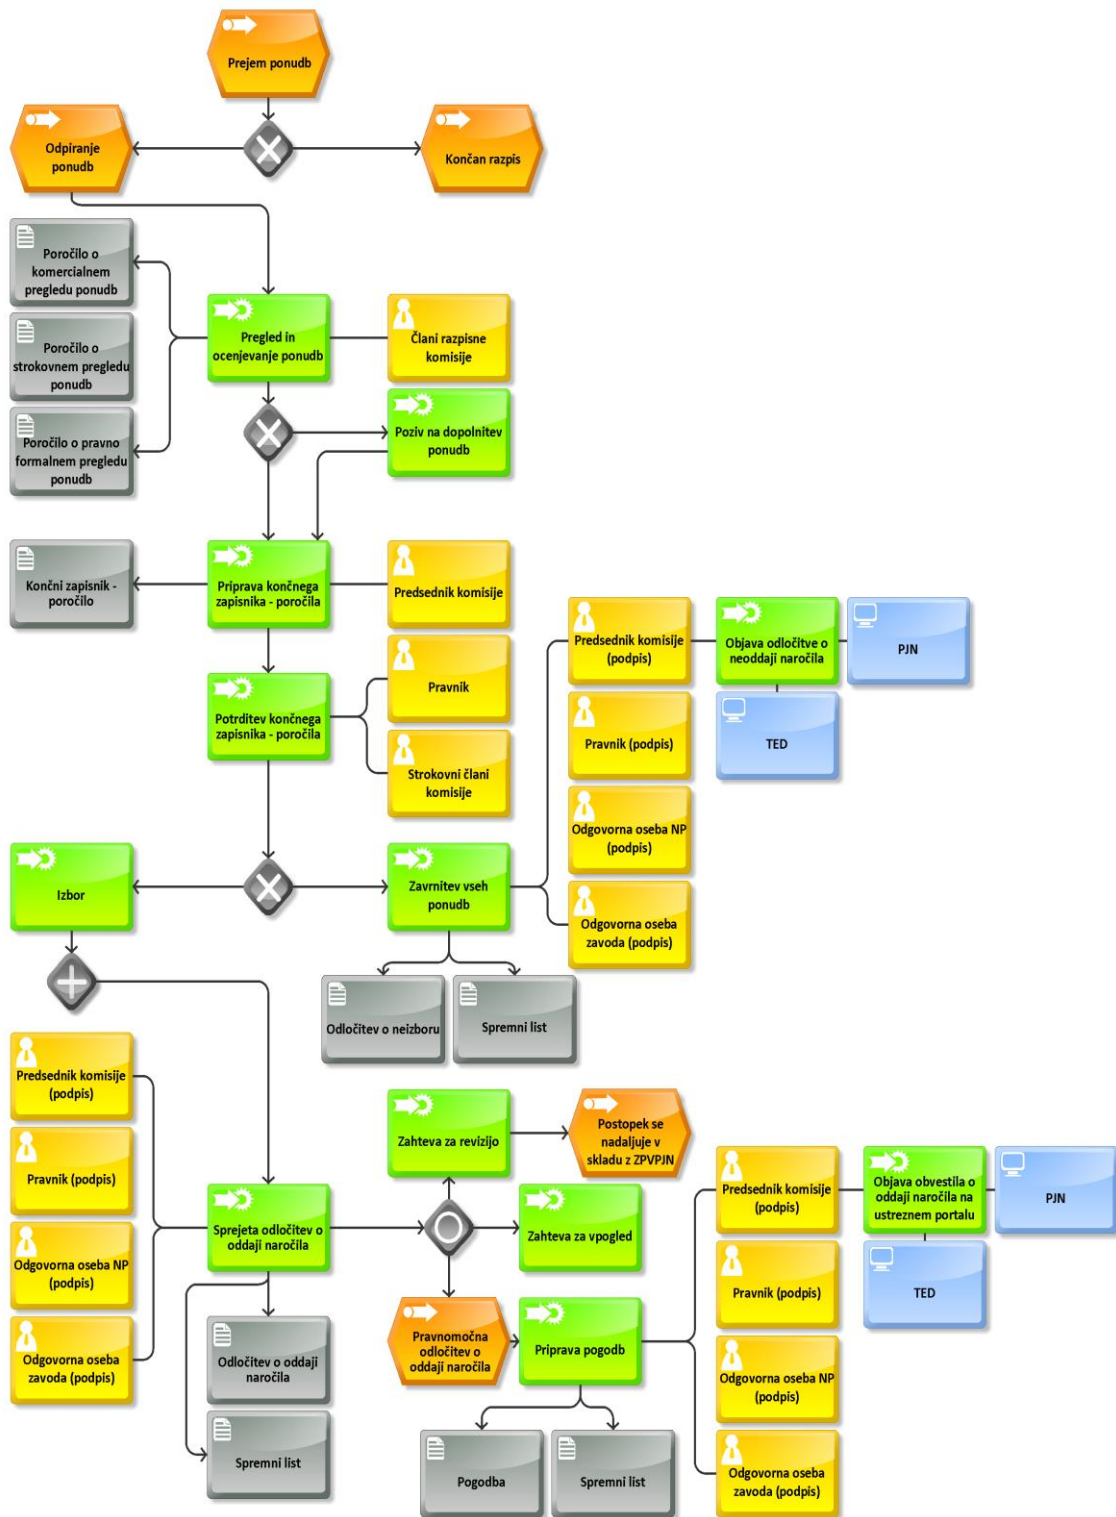 Prejem ponudb
Odpiranje
ponudb
Končan razpis
Poročilo o
komercialnem
pregledu ponudb
Pregled in
ocenjevanje ponudb
Člani razpisne
komisije
Poročilo o
strokovnem pregledu
ponudb
Poziv na dopolnitev
ponudb
Poročilo o pravno
formalnem pregledu
ponudb
Končni zapisnik -
poročilo
Priprava končnega
zapisnika - poročila
Predsednik komisije
Predsednik komisije
(podpis)
Objava odločitve o
neoddaji naročila
PJN
Potrditev končnega
zapisnika - poročila
Pravnik
Pravnik (podpis)
TED
Strokovni člani
komisije
Odgovorna oseba NP
(podpis)
Izbor
Zavrnitev vseh
ponudb
Odgovorna oseba
zavoda (podpis)
Odločitev o neizboru
Spremni list
Predsednik komisije
(podpis)
Zahteva za revizijo
Postopek se
nadaljuje v
skladu z ZPVPJN
Pravnik (podpis)
Sprejeta odločitev o
oddaji naročila
Zahteva za vpogled
Predsednik komisije
(podpis)
Objava obvestila o
oddaji naročila na
ustreznem portalu
PJN
Odgovorna oseba NP
(podpis)
Pravnik (podpis)
TED
Odgovorna oseba
zavoda (podpis)
Odločitev o oddaji
naročila
Pravnomočna
odločitev o
oddaji naročila
Priprava pogodb
Odgovorna oseba NP
(podpis)
Spremni list
Pogodba
Spremni list
Odgovorna oseba
zavoda (podpis)